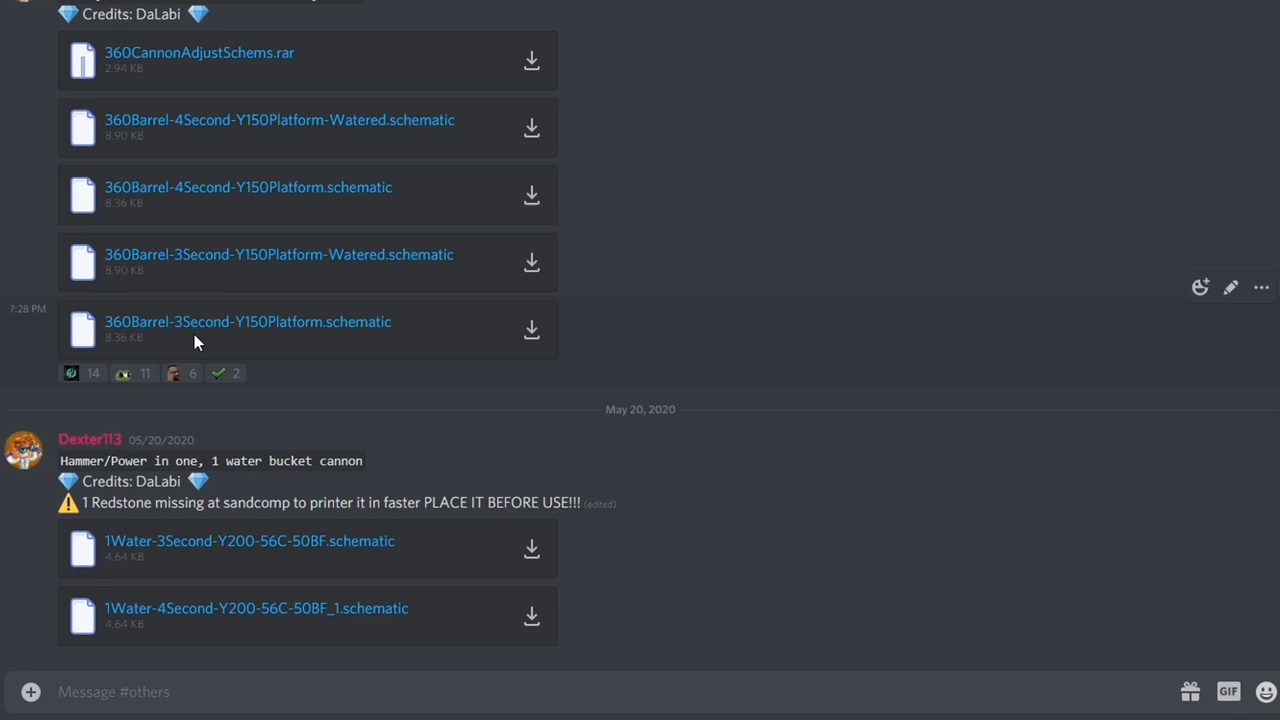 Credits: DaLabi
360CannonAdjustSchems.rar
2.94 KB
360Barrel-4Second-Y150Platform-Watered.schematic
8.90 KB
360Barrel-4Second-Y150Platform.schematic
8.36 KB
360Barrel-3Second-Y150Platform-Watered.schematic
8.90 KB
7:28 PM
360Barrel-3Second-Y150Platform.schematic
8.36 KB
14 11 6 2
May 20, 2020
Dexter113 05/20/2020
Hammer/Power in one, 1 water bucket cannon
Credits: DaLabi
1 Redstone missing at sandcomp to printer it in faster PLACE IT BEFORE USE!!! (edited)
1Water-3Second-Y200-56C-50BF.schematic
4.64 KB
1Water-4Second-Y200-56C-50BF_1.schematic
4.64 KB
Message #others
GIF